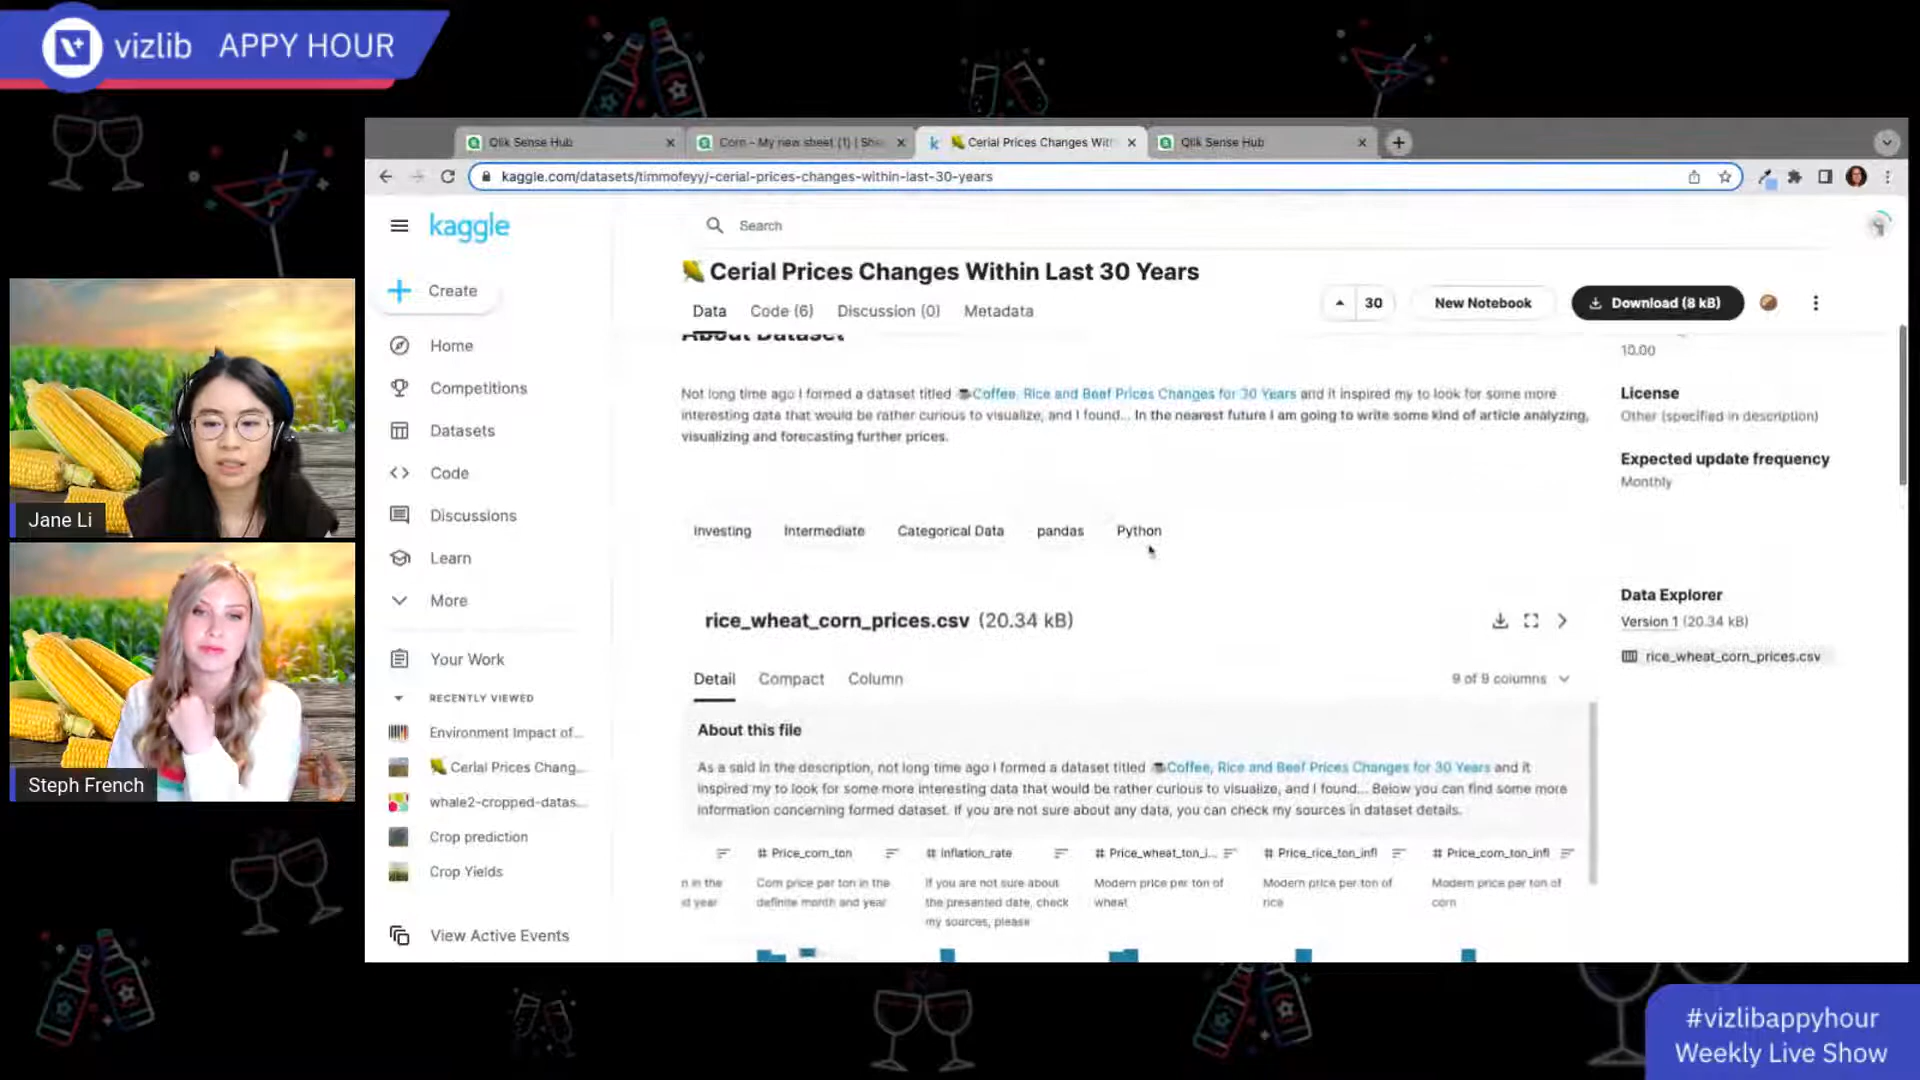 vizlib APPY HOUR
Qlik Sense Hub
Corn - My new sheet (1) | She
Cerial Prices Changes With
Qlik Sense Hub
kaggle.com/datasets/timmofeyy/-cerial-prices-changes-within-last-30-years
kaggle
Search
Cerial Prices Changes Within Last 30 Years
Data
Code (6)
Discussion (0)
Metadata
30
New Notebook
Download (8 kB)
Create
Home
Competitions
Datasets
Code
Discussions
Learn
More
Your Work
RECENTLY VIEWED
Environment Impact of...
Cerial Prices Chang...
whale2-cropped-datas...
Crop prediction
Crop Yields
View Active Events
About Dataset
Not long time ago I formed a dataset titled Coffee, Rice and Beef Prices Changes for 30 Years and it inspired my to look for some more
interesting data that would be rather curious to visualize, and I found... In the nearest future I am going to write some kind of article analyzing,
visualizing and forecasting further prices.
Investing
Intermediate
Categorical Data
pandas
Python
rice_wheat_corn_prices.csv (20.34 kB)
Detail
Compact
Column
9 of 9 columns
About this file
As a said in the description, not long time ago I formed a dataset titled Coffee, Rice and Beef Prices Changes for 30 Years and it
inspired my to look for some more interesting data that would be rather curious to visualize, and I found... Below you can find some more
information concerning formed dataset. If you are not sure about any data, you can check my sources in dataset details.
n in the
d year
# Price_corn_ton
Corn price per ton in the
definite month and year
# Inflation_rate
If you are not sure about
the presented date, check
my sources, please
# Price_wheat_ton_i...
Modern price per ton of
wheat
# Price_rice_ton_infl
Modern price per ton of
rice
# Price_corn_ton_infl
Modern price per ton of
corn
10.00
License
Other (specified in description)
Expected update frequency
Monthly
Data Explorer
Version 1 (20.34 kB)
rice_wheat_corn_prices.csv
Jane Li
Steph French
#vizlibappyhour
Weekly Live Show